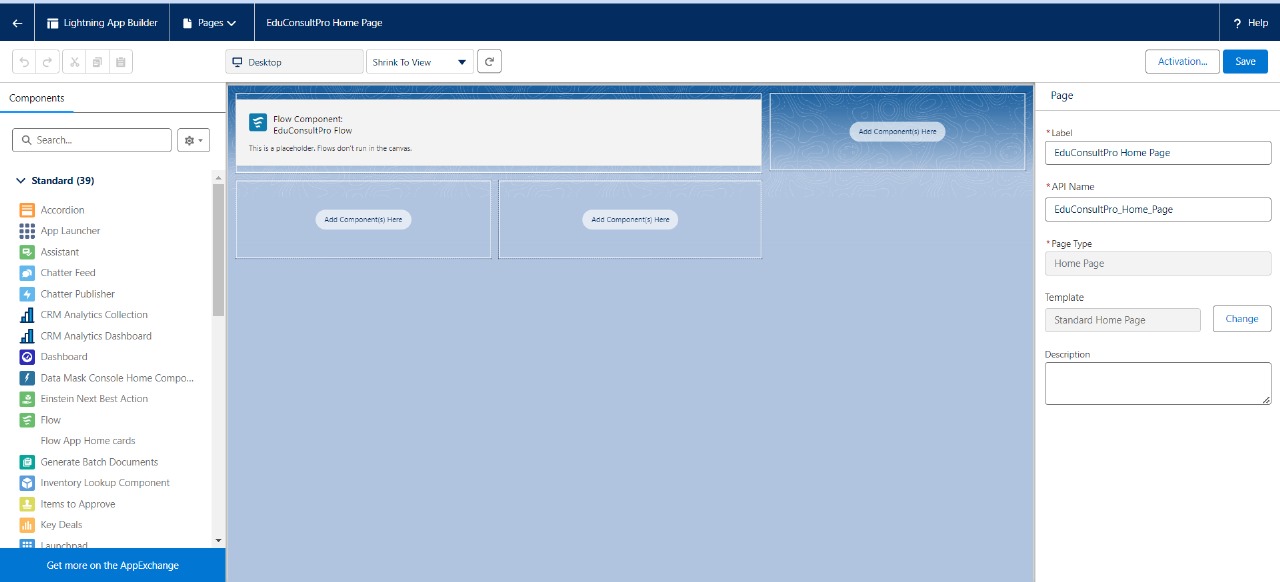 Lightning App Builder
Pages
EduConsultPro Home Page
? Help
Desktop
Shrink To View
Activation...
Save
Components
Search...
Standard (39)
Accordion
App Launcher
Assistant
Chatter Feed
Chatter Publisher
CRM Analytics Collection
CRM Analytics Dashboard
Dashboard
Data Mask Console Home Compo...
Einstein Next Best Action
Flow
Flow App Home cards
Generate Batch Documents
Inventory Lookup Component
Items to Approve
Key Deals
Launchpad
Get more on the AppExchange
Flow Component:
EduConsultPro Flow
This is a placeholder. Flows don't run in the canvas.
Add Component(s) Here
Add Component(s) Here
Add Component(s) Here
Page
*Label
EduConsultPro Home Page
*API Name
EduConsultPro_Home_Page
*Page Type
Home Page
Template
Standard Home Page
Change
Description